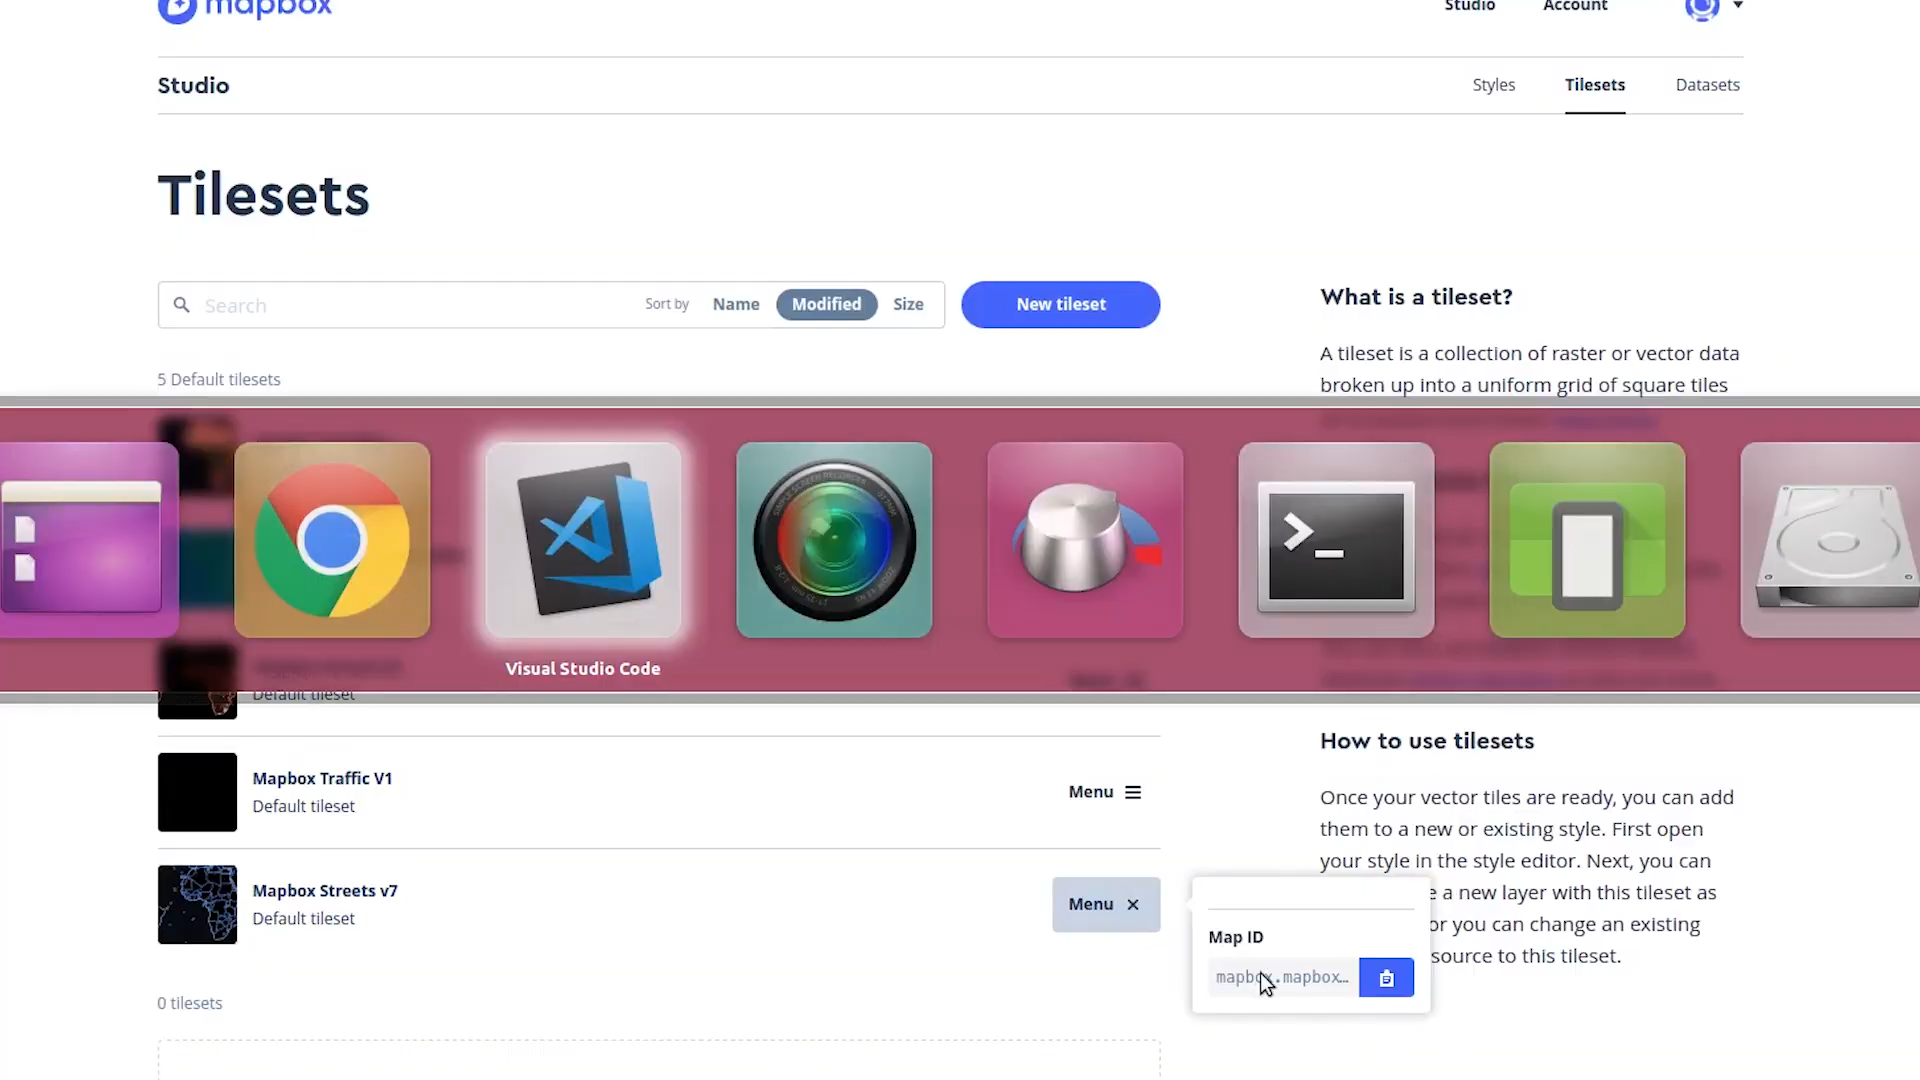 mapbox
Studio Account
Studio
Styles Tilesets Datasets
Tilesets
Search
Sort by Name Modified Size
New tileset
What is a tileset?
A tileset is a collection of raster or vector data
broken up into a uniform grid of square tiles
5 Default tilesets
Visual Studio Code
Default tileset
Mapbox Traffic V1
Default tileset
Menu
Mapbox Streets v7
Default tileset
Menu
How to use tilesets
Once your vector tiles are ready, you can add
them to a new or existing style. First open
your style in the style editor. Next, you can
e a new layer with this tileset as
or you can change an existing
source to this tileset.
Map ID
mapbox.mapbox…
0 tilesets